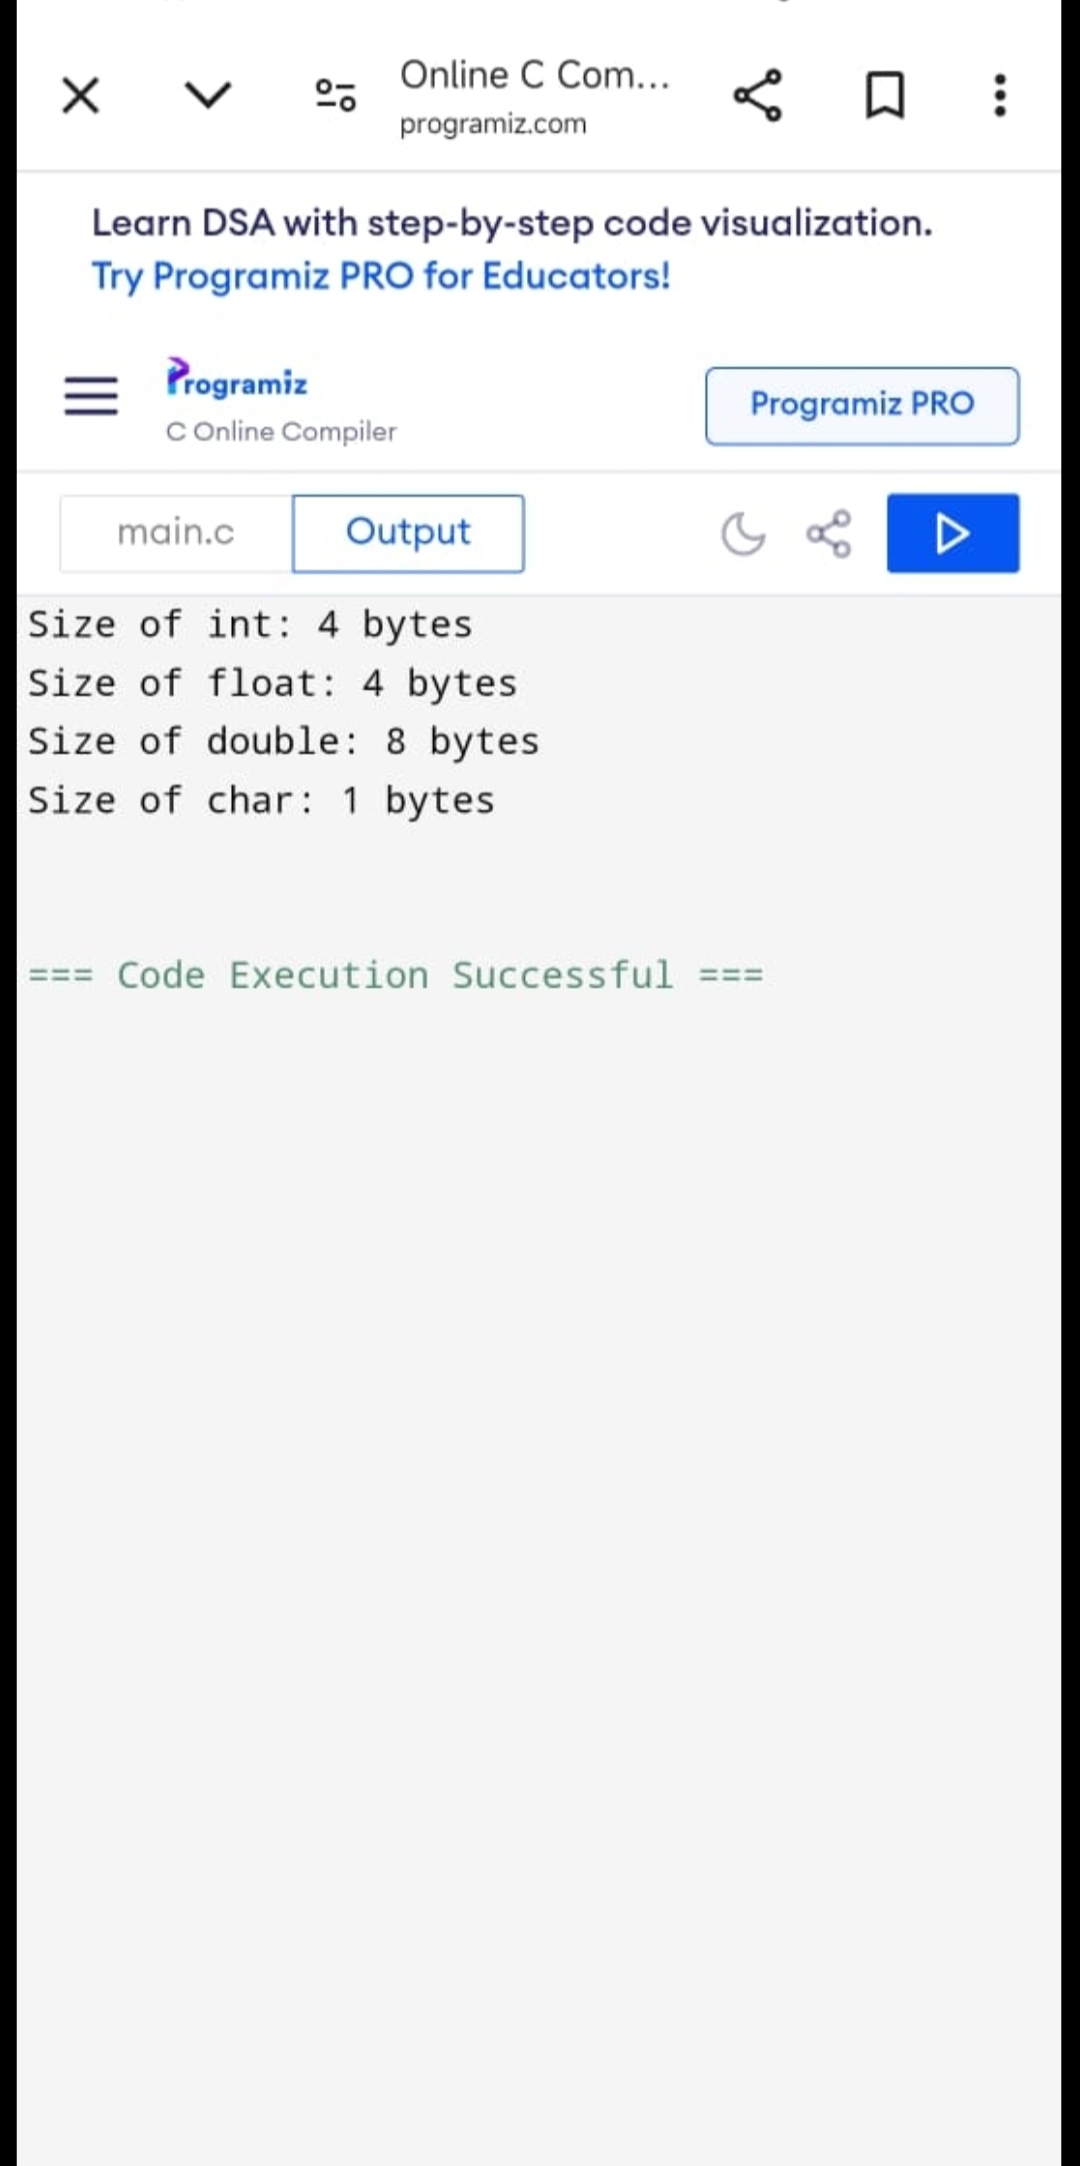 Online C Com...
programiz.com
Learn DSA with step-by-step code visualization.
Try Programiz PRO for Educators!
Programiz
C Online Compiler
Programiz PRO
main.c
Output
Size of int: 4 bytes
Size of float: 4 bytes
Size of double: 8 bytes
Size of char: 1 bytes
=== Code Execution Successful ===